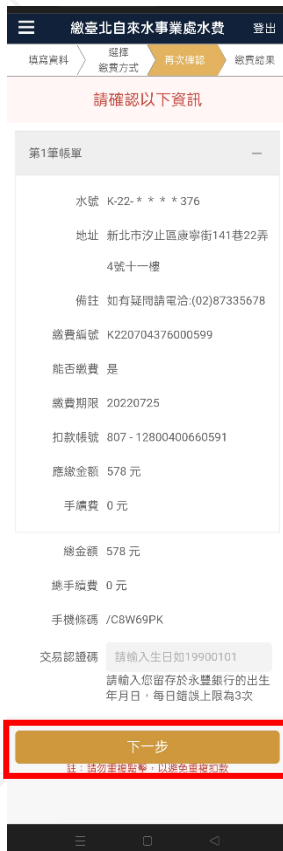 繳臺北自來水事業處水費 登出
填寫資料 選擇繳費方式 再次確認 繳費結果
請確認以下資訊
第1筆帳單
水號 K-22-＊＊＊＊376
地址 新北市汐止區康寧街141巷22弄
4號十一樓
備註 如有疑問請電洽:(02)87335678
繳費編號 K220704376000599
能否繳費 是
繳費期限 20220725
扣款帳號 807 - 12800400660591
應繳金額 578 元
手續費 0 元
總金額 578 元
總手續費 0 元
手機條碼 /C8W69PK
交易認證碼 請輸入生日如19900101
請輸入您留存於永豐銀行的出生
年月日，每日錯誤上限為3次
下一步
註：請勿重複點擊，以避免重複扣款